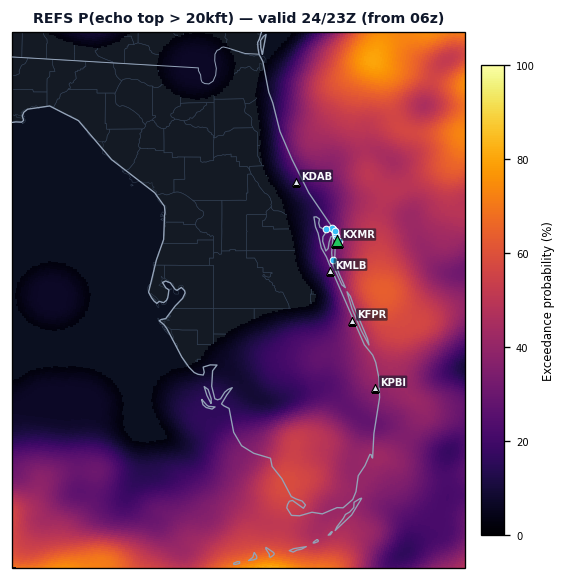 REFS P(echo top > 20kft) — valid 24/23Z (from 06z)
KDAB
KXMR
KMLB
KFPR
KPBI
100
80
60
40
20
0
Exceedance probability (%)